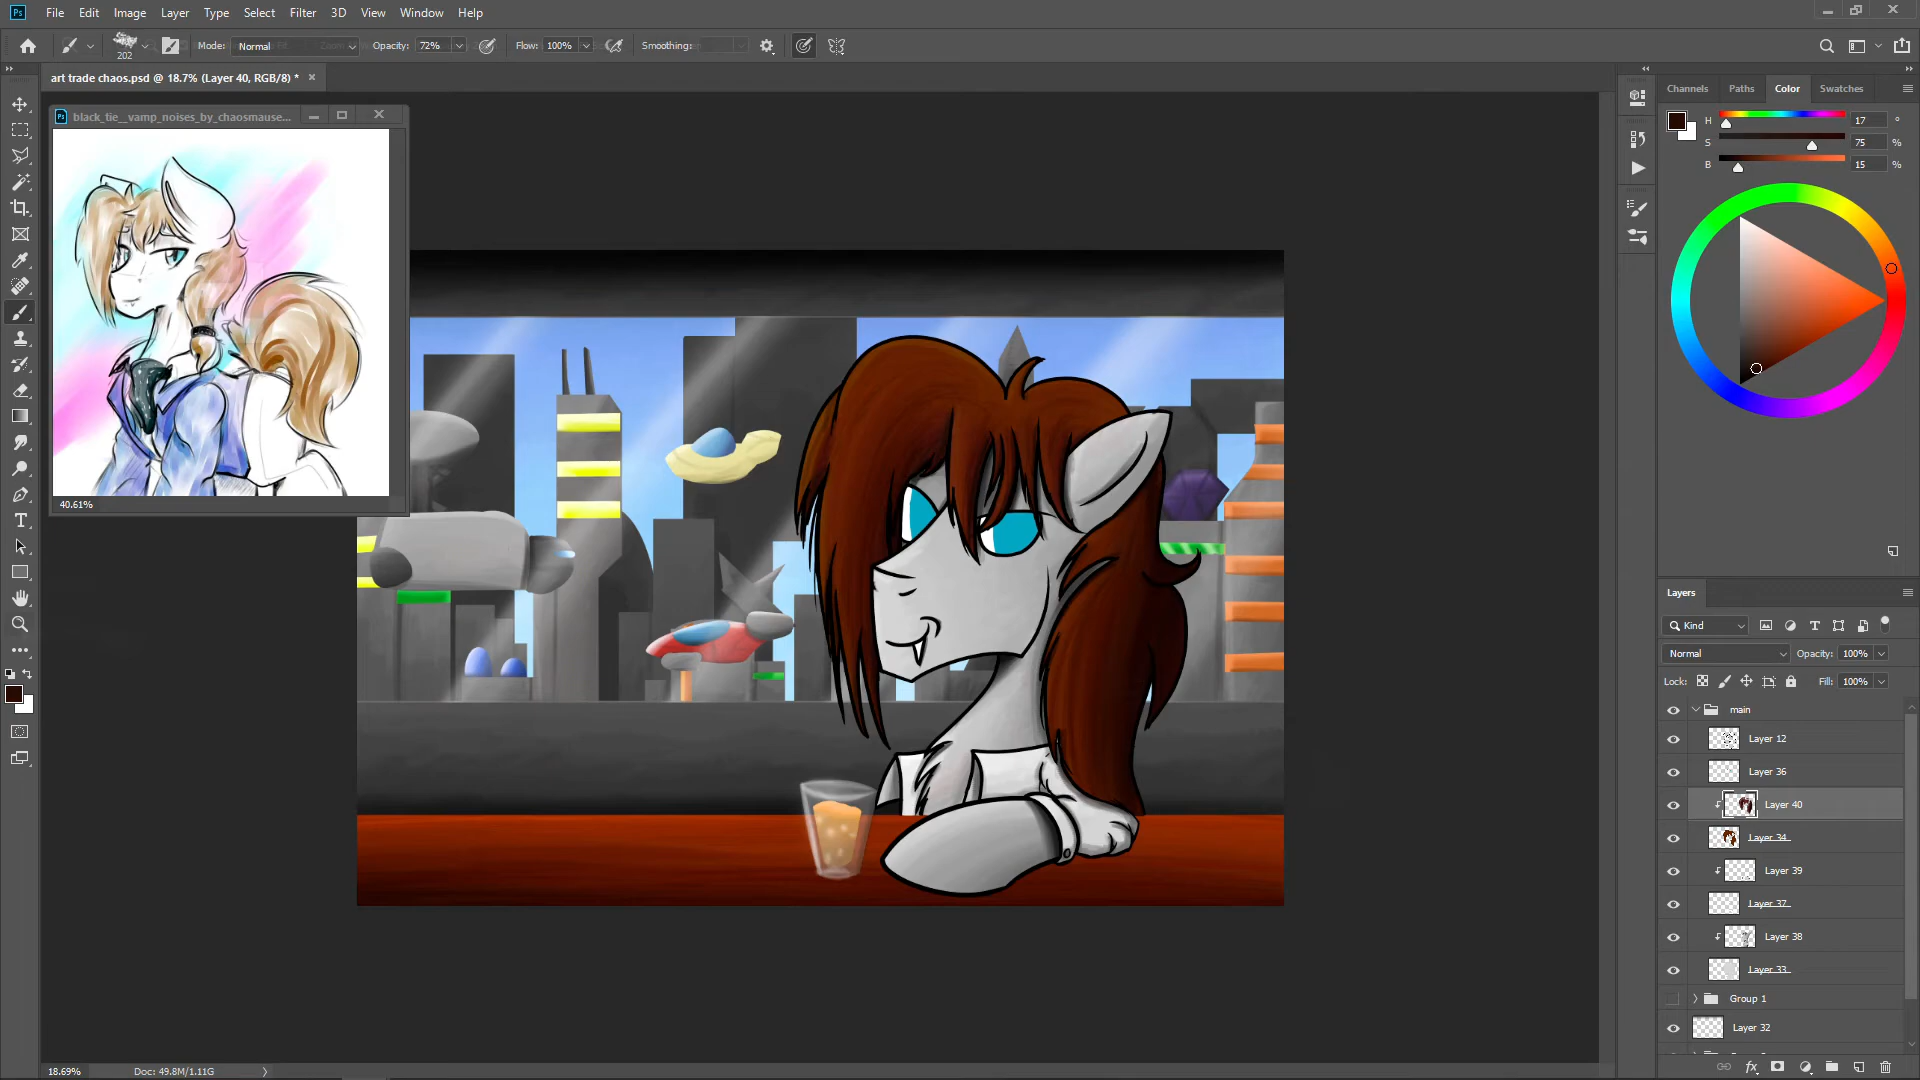 Ps File Edit Image Layer Type Select Filter 3D View Window Help
202 Mode: Normal Opacity: 72% Flow: 100% Smoothing:
art trade chaos.psd @ 18.7% (Layer 40, RGB/8) *
Channels Paths Color Swatches
black_tie__vamp_noises_by_chaosmause...
H 17 °
S 75 %
B 15 %
40.61%
Layers
Kind
Normal Opacity: 100%
Lock: Fill: 100%
main
Layer 12
Layer 36
Layer 40
Layer 34
Layer 39
Layer 37
Layer 38
Layer 33
Group 1
Layer 32
18.69% Doc: 49.8M/1.11G